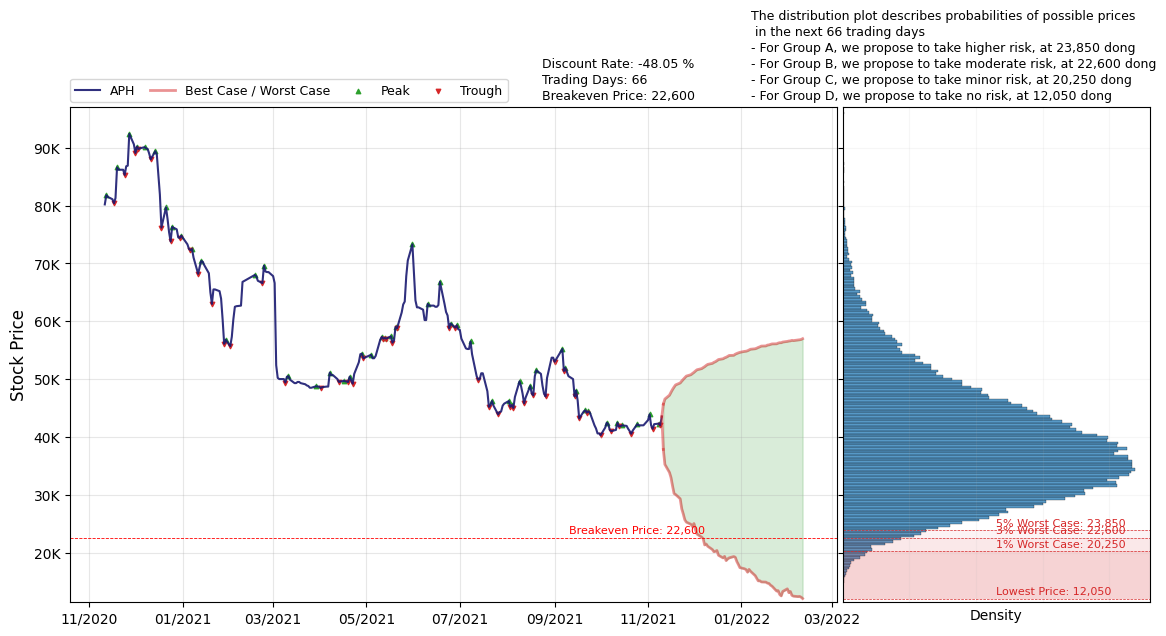 The distribution plot describes probabilities of possible prices
in the next 66 trading days
- For Group A, we propose to take higher risk, at 23,850 dong
- For Group B, we propose to take moderate risk, at 22,600 dong
- For Group C, we propose to take minor risk, at 20,250 dong
- For Group D, we propose to take no risk, at 12,050 dong
Discount Rate: -48.05 %
Trading Days: 66
Breakeven Price: 22,600
APH
Best Case / Worst Case
Peak
Trough
Stock Price
90K
80K
70K
60K
50K
40K
30K
20K
Breakeven Price: 22,600
11/2020
01/2021
03/2021
05/2021
07/2021
09/2021
11/2021
01/2022
03/2022
5% Worst Case: 23,850
3% Worst Case: 22,600
1% Worst Case: 20,250
Lowest Price: 12,050
Density